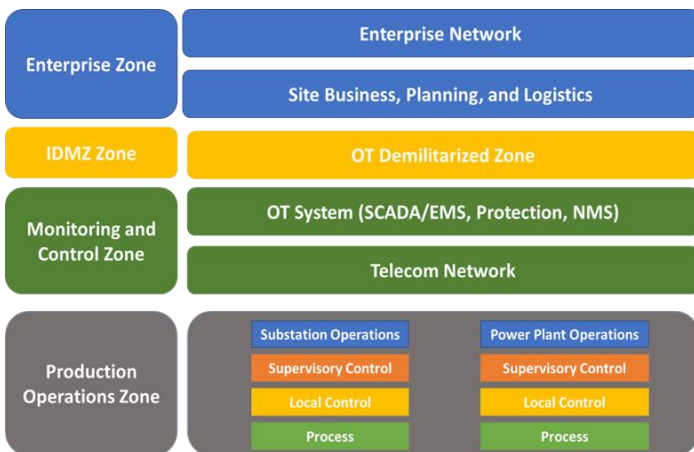 Enterprise Zone
Enterprise Network
Site Business, Planning, and Logistics
IDMZ Zone
OT Demilitarized Zone
Monitoring and
Control Zone
OT System (SCADA/EMS, Protection, NMS)
Telecom Network
Production
Operations Zone
Substation Operations
Supervisory Control
Local Control
Process
Power Plant Operations
Supervisory Control
Local Control
Process